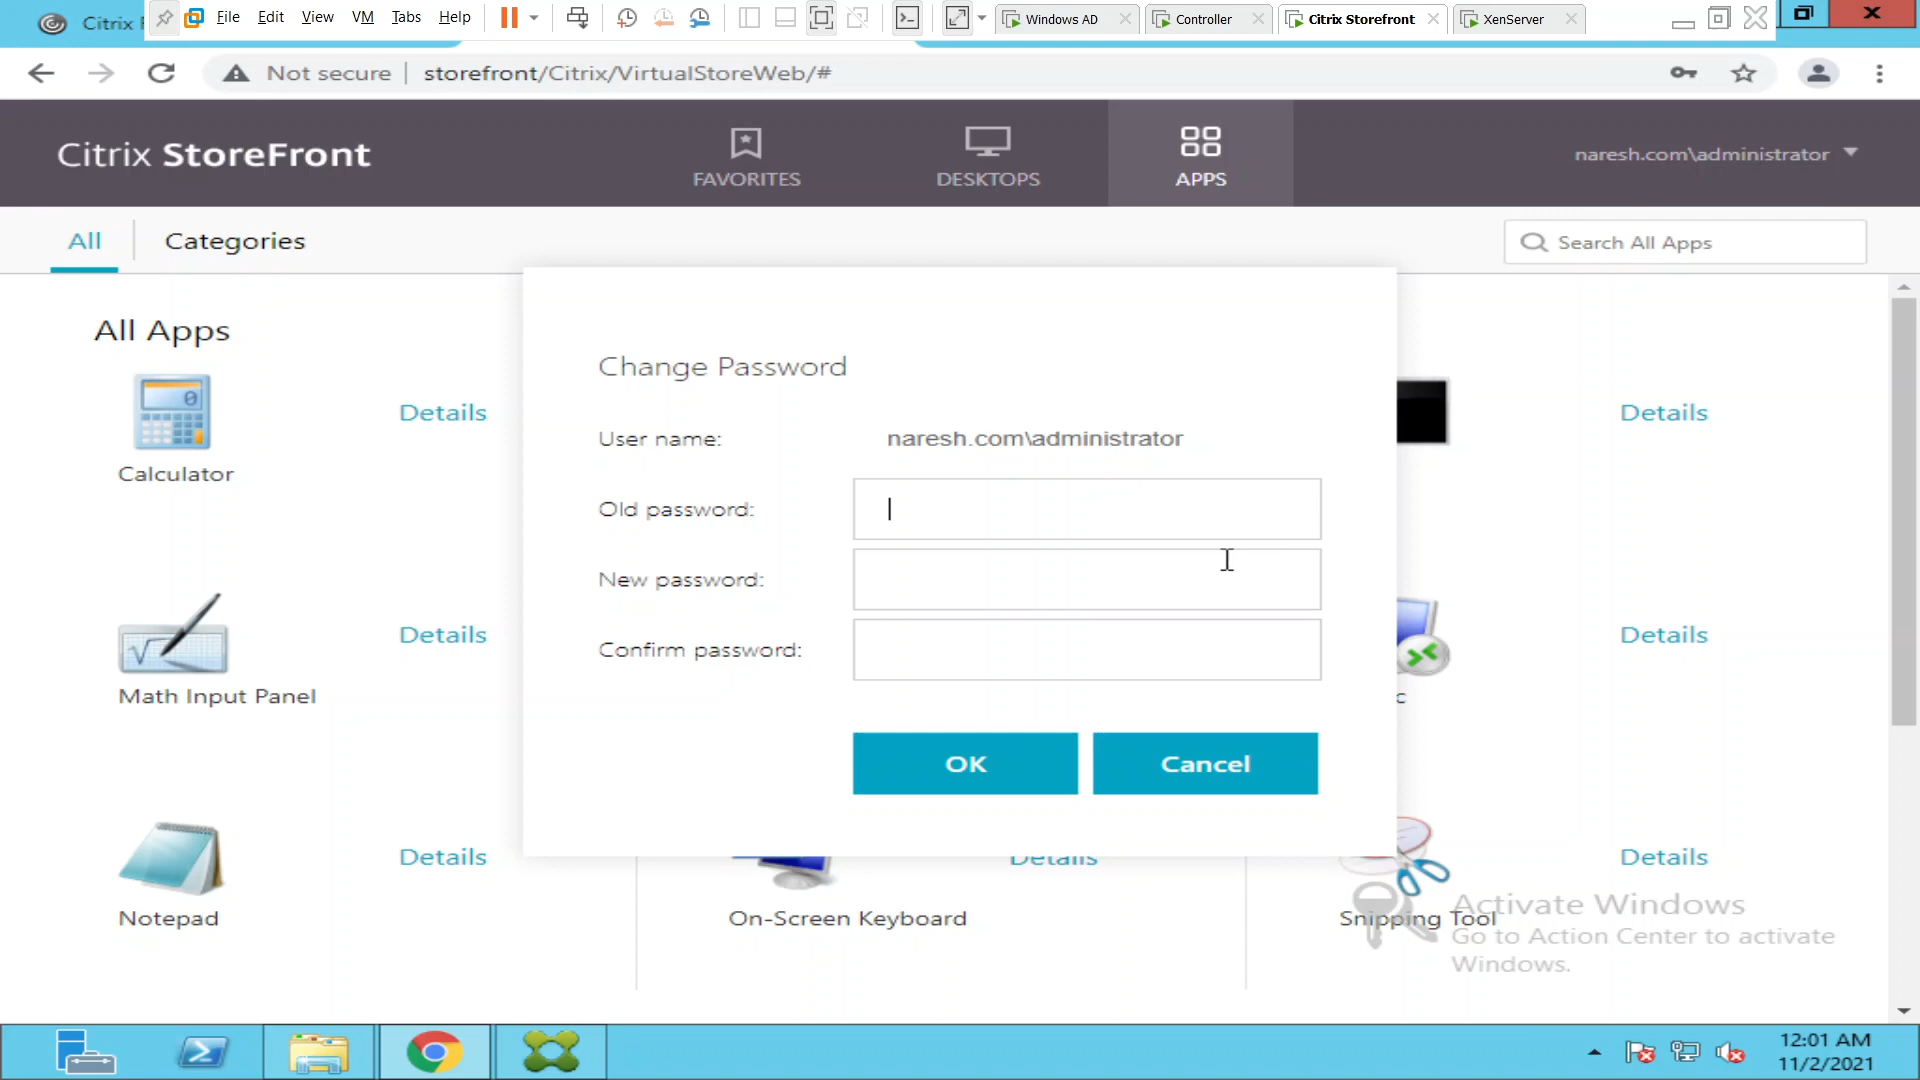 Citrix
File Edit View VM Tabs Help
Windows AD
Controller
Citrix Storefront
XenServer
Not secure
storefront/Citrix/VirtualStoreWeb/#
Citrix StoreFront
FAVORITES
DESKTOPS
APPS
naresh.com\administrator
All
Categories
Search All Apps
All Apps
Details
Calculator
Details
Change Password
User name: naresh.com\administrator
Old password:
New password:
Confirm password:
OK
Cancel
Details
Math Input Panel
Details
c
Details
Notepad
Details
On-Screen Keyboard
Details
Snipping Tool
Activate Windows
Go to Action Center to activate
Windows.
12:01 AM
11/2/2021